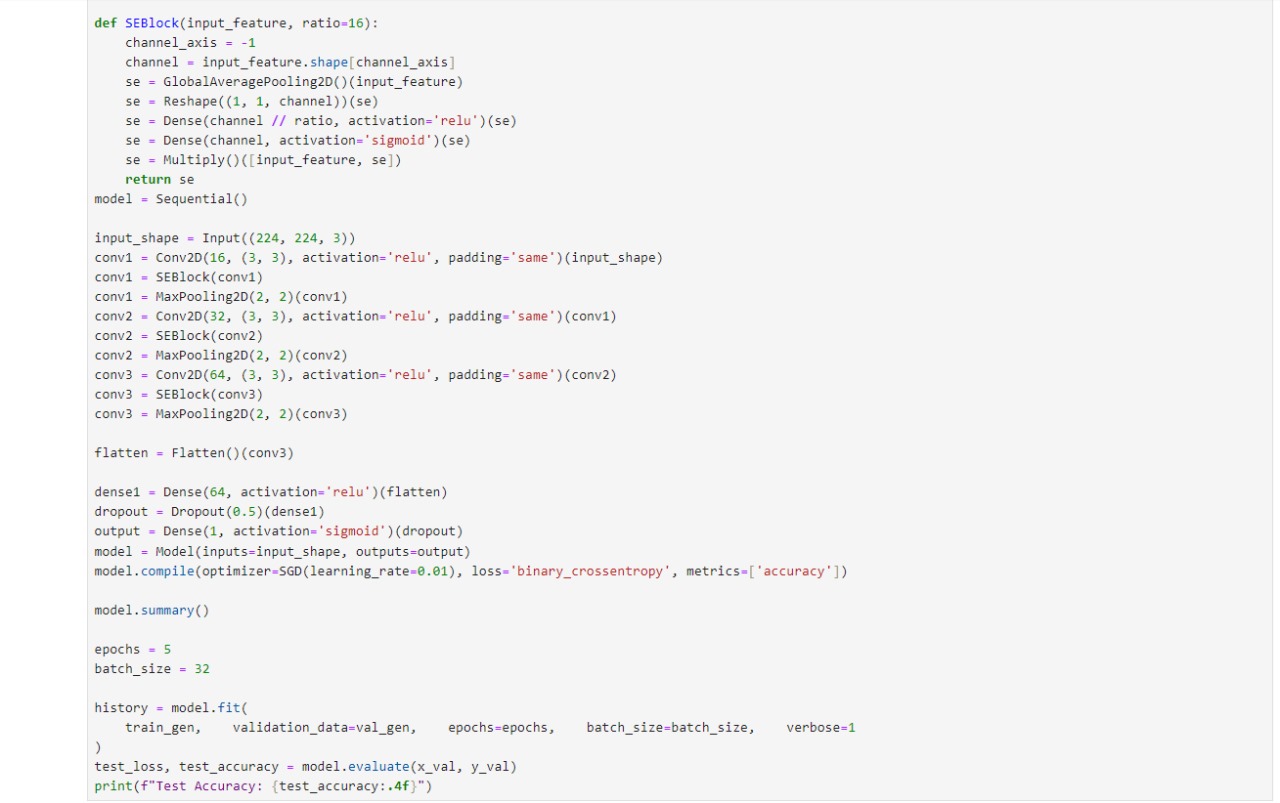 def SEBlock(input_feature, ratio=16):
    channel_axis = -1
    channel = input_feature.shape[channel_axis]
    se = GlobalAveragePooling2D()(input_feature)
    se = Reshape((1, 1, channel))(se)
    se = Dense(channel // ratio, activation='relu')(se)
    se = Dense(channel, activation='sigmoid')(se)
    se = Multiply()([input_feature, se])
    return se
model = Sequential()

input_shape = Input((224, 224, 3))
conv1 = Conv2D(16, (3, 3), activation='relu', padding='same')(input_shape)
conv1 = SEBlock(conv1)
conv1 = MaxPooling2D(2, 2)(conv1)
conv2 = Conv2D(32, (3, 3), activation='relu', padding='same')(conv1)
conv2 = SEBlock(conv2)
conv2 = MaxPooling2D(2, 2)(conv2)
conv3 = Conv2D(64, (3, 3), activation='relu', padding='same')(conv2)
conv3 = SEBlock(conv3)
conv3 = MaxPooling2D(2, 2)(conv3)

flatten = Flatten()(conv3)

dense1 = Dense(64, activation='relu')(flatten)
dropout = Dropout(0.5)(dense1)
output = Dense(1, activation='sigmoid')(dropout)
model = Model(inputs=input_shape, outputs=output)
model.compile(optimizer=SGD(learning_rate=0.01), loss='binary_crossentropy', metrics=['accuracy'])

model.summary()

epochs = 5
batch_size = 32

history = model.fit(
    train_gen,    validation_data=val_gen,    epochs=epochs,    batch_size=batch_size,    verbose=1
)
test_loss, test_accuracy = model.evaluate(x_val, y_val)
print(f"Test Accuracy: {test_accuracy:.4f}")